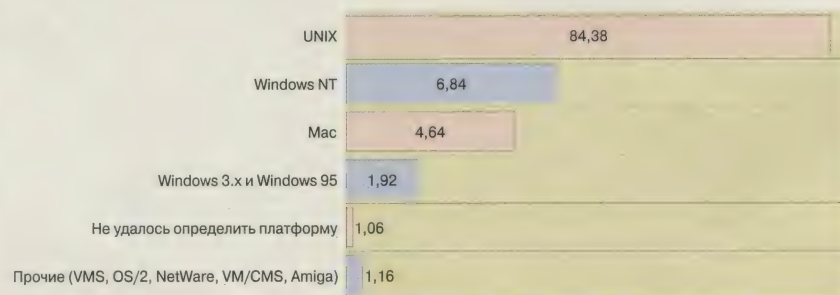 UNIX 84,38
Windows NT 6,84
Mac 4,64
Windows 3.x и Windows 95 1,92
Не удалось определить платформу 1,06
Прочие (VMS, OS/2, NetWare, VM/CMS, Amiga) 1,16